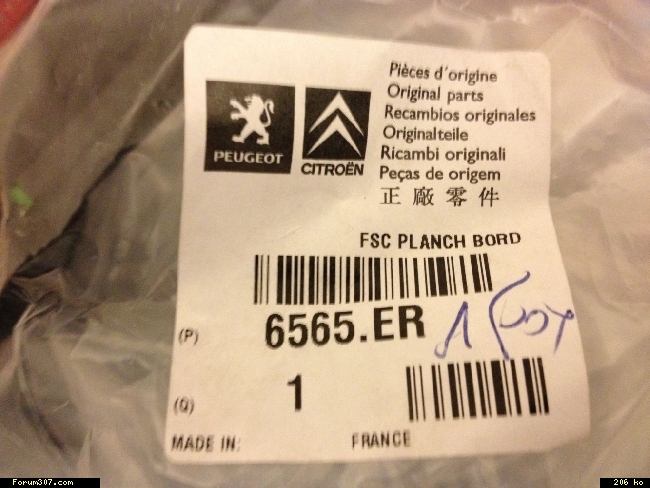 Pièces d'origine
Original parts
Recambios originales
Originalteile
Ricambi originali
Peças de origem
正廠零件
PEUGEOT
CITROËN
FSC PLANCH BORD
(P) 6565.ER
(Q) 1
MADE IN: FRANCE
Forum307.com
206 ko